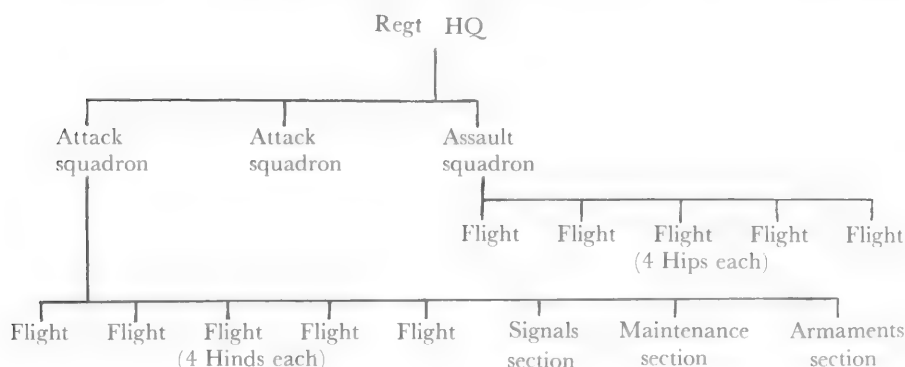 Regt HQ
Attack squadron
Attack squadron
Assault squadron
Flight Flight Flight Flight Flight
(4 Hips each)
Flight Flight Flight Flight Flight Signals section Maintenance section Armaments section
(4 Hinds each)